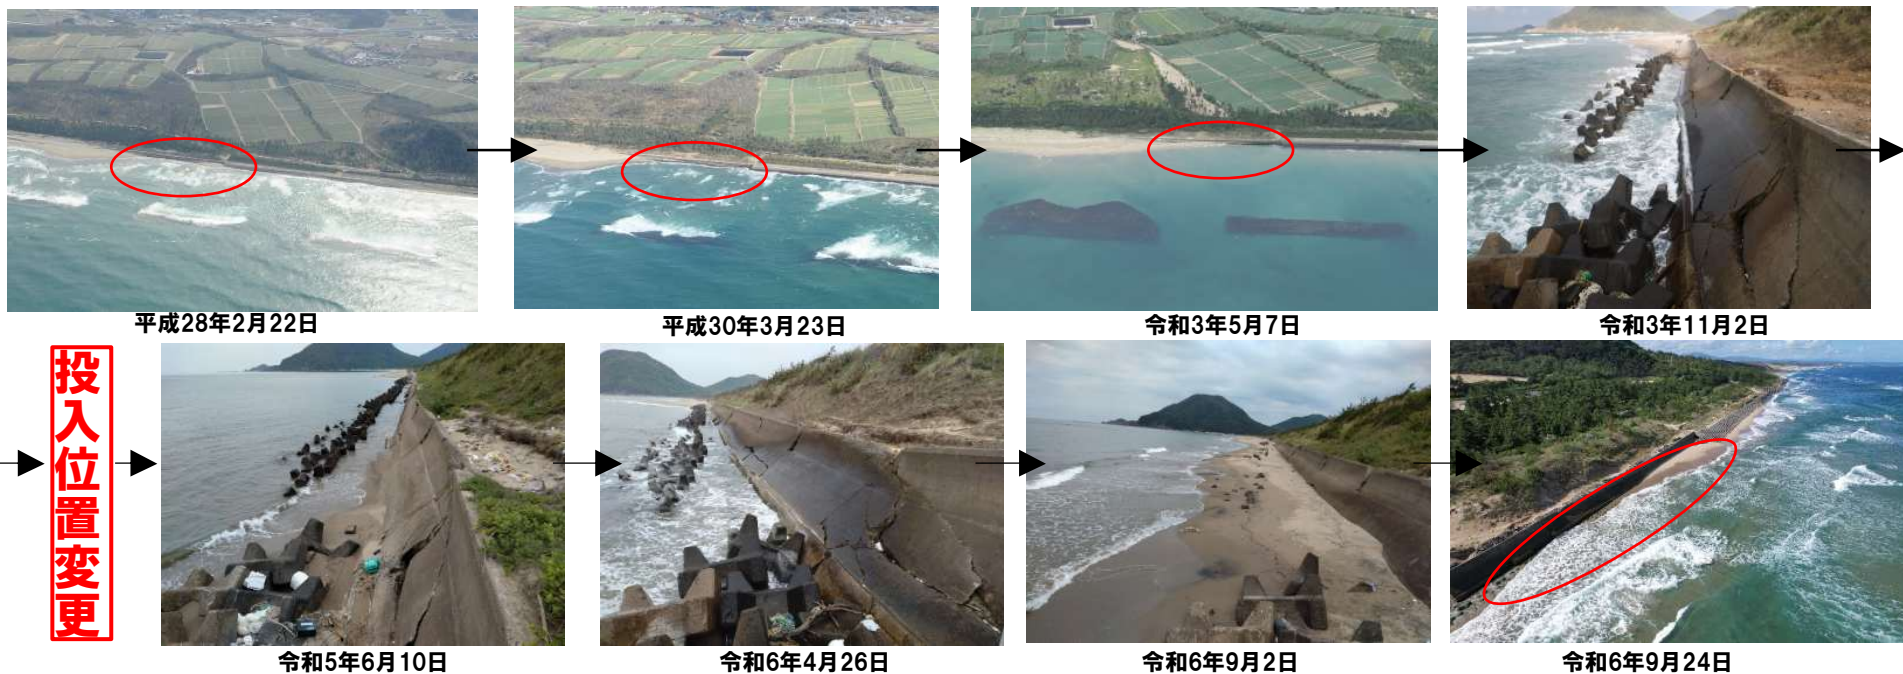 平成28年2月22日
平成30年3月23日
令和3年5月7日
令和3年11月2日
投入位置変更
令和5年6月10日
令和6年4月26日
令和6年9月2日
令和6年9月24日